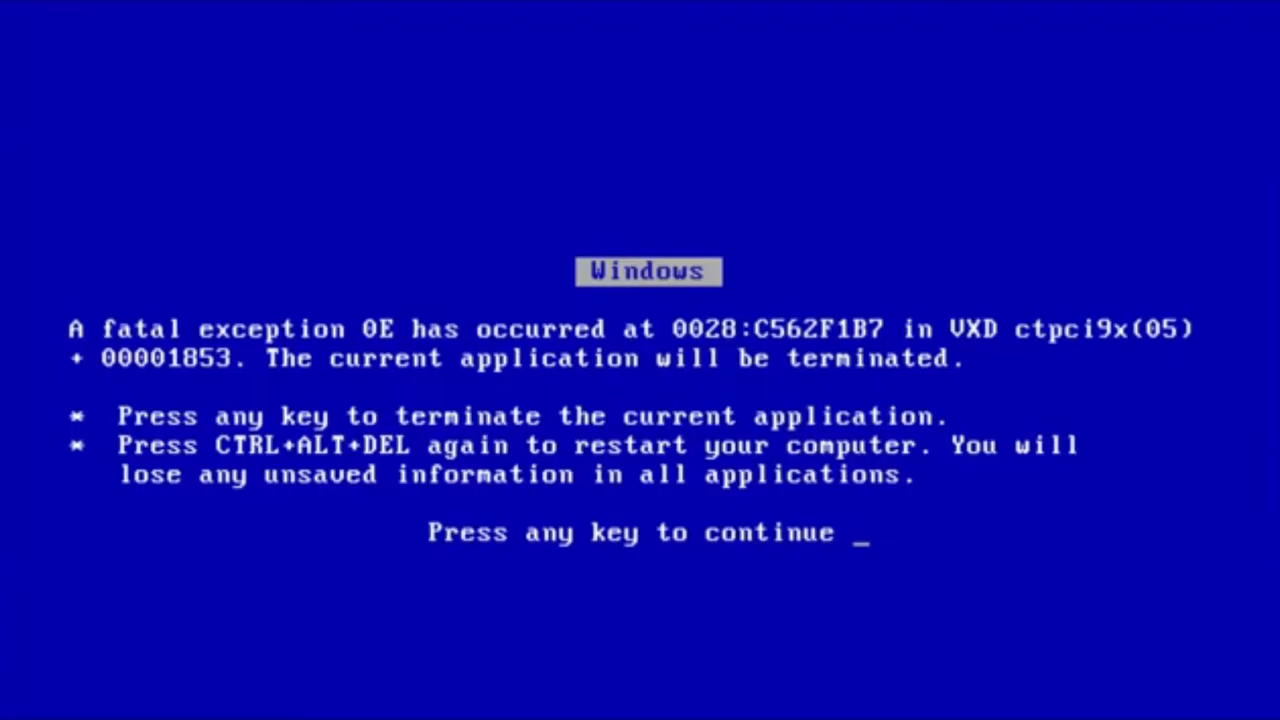 Windows
A fatal exception 0E has occurred at 0028:C562F1B7 in VXD ctpci9x(05)
+ 00001853. The current application will be terminated.
* Press any key to terminate the current application.
* Press CTRL+ALT+DEL again to restart your computer. You will
lose any unsaved information in all applications.
Press any key to continue _